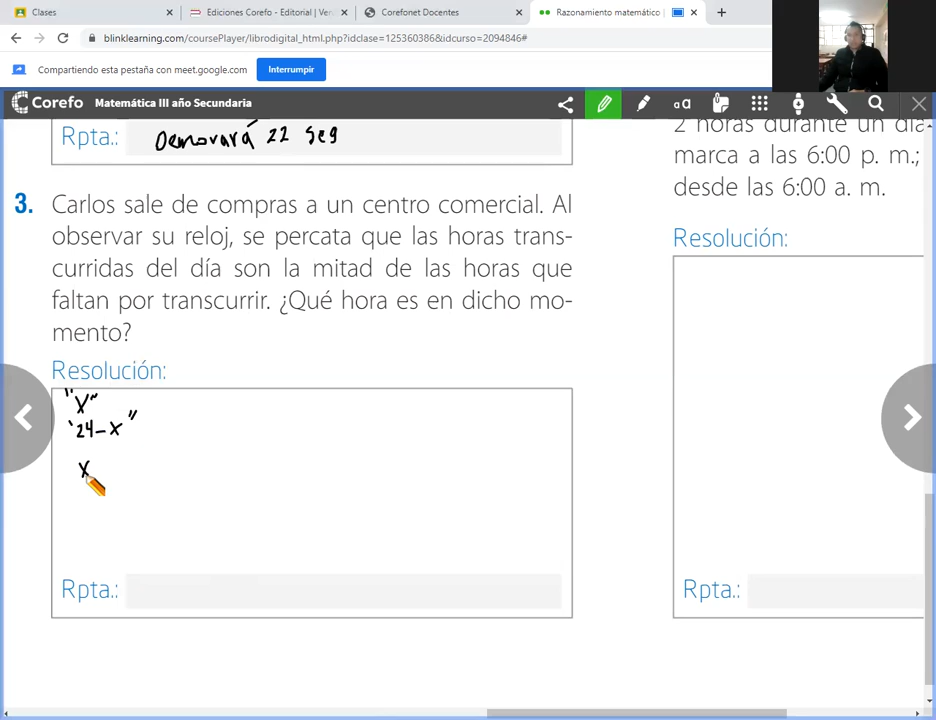 Clases
Ediciones Corefo - Editorial | Ven
Corefonet Docentes
Razonamiento matemático |
blinklearning.com/coursePlayer/librodigital_html.php?idclase=125360386&idcurso=2094846#
Compartiendo esta pestaña con meet.google.com
Interrumpir
Corefo
Matemática III año Secundaria
aa
Rpta.: Demorará 22 seg
3. Carlos sale de compras a un centro comercial. Al
observar su reloj, se percata que las horas trans-
curridas del día son la mitad de las horas que
faltan por transcurrir. ¿Qué hora es en dicho mo-
mento?
Resolución:
"X"
"24-x"
X
Rpta.:
2 horas durante un día
marca a las 6:00 p. m.;
desde las 6:00 a. m.
Resolución:
Rpta.: